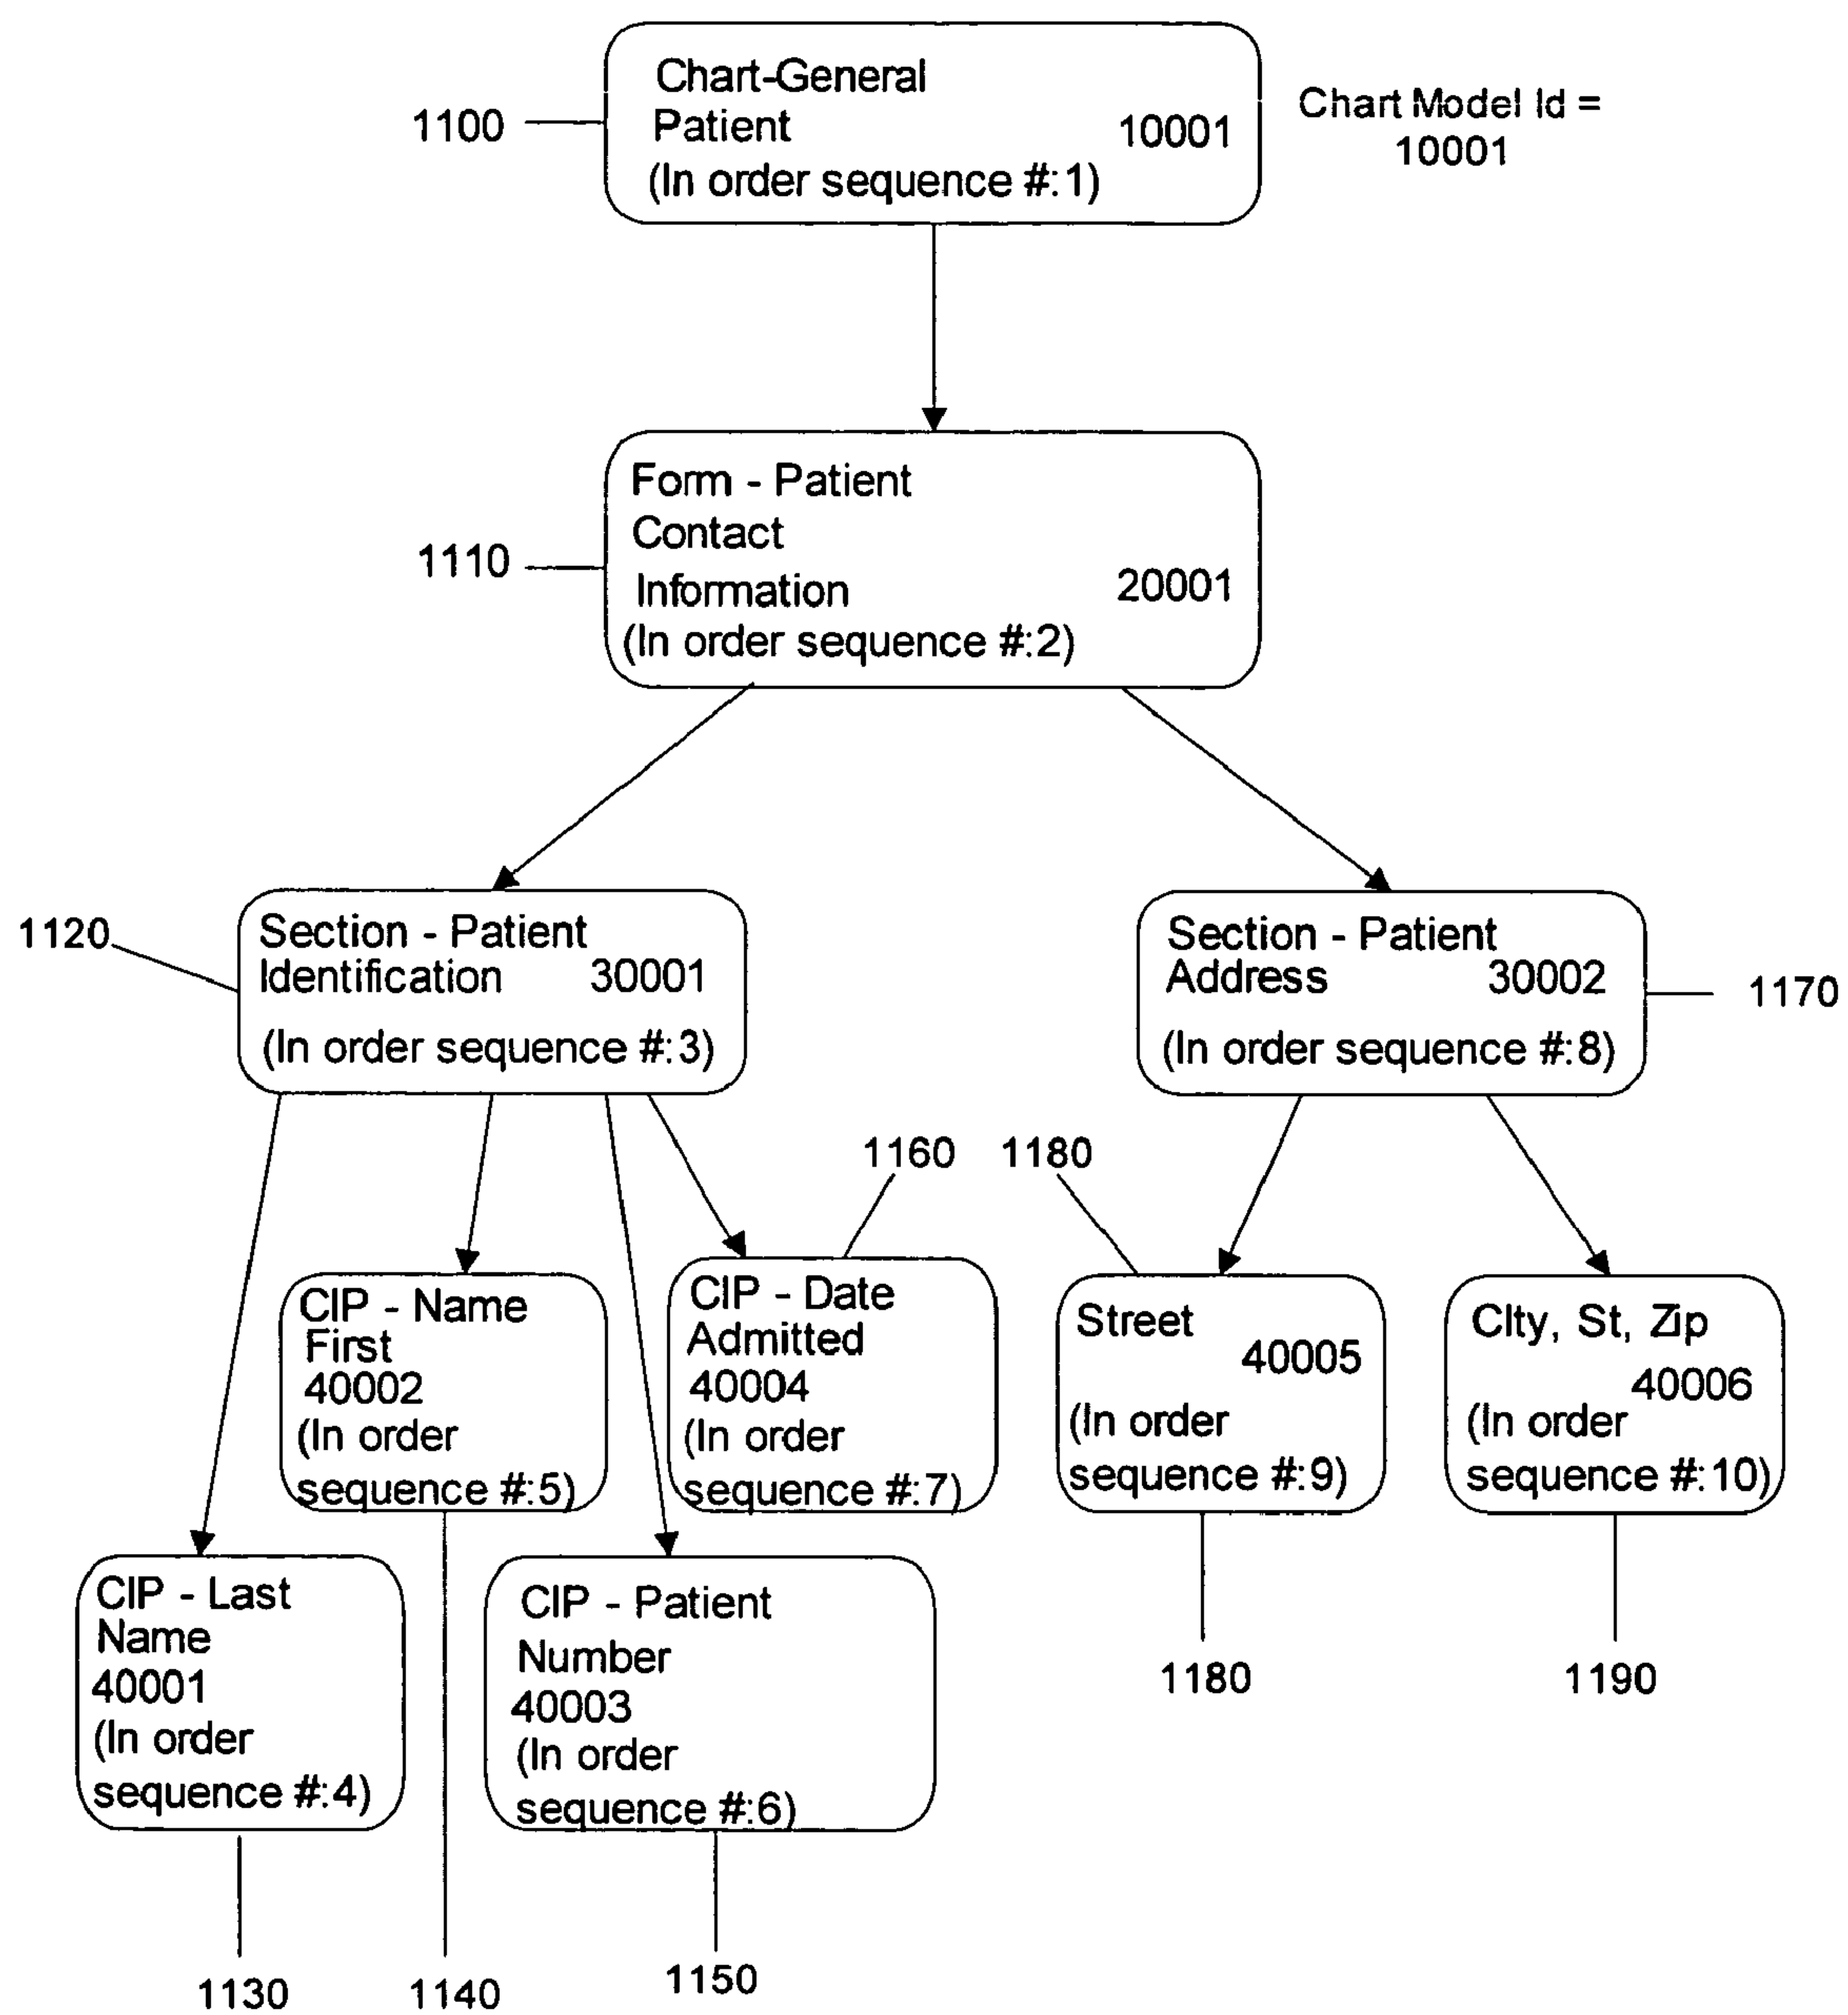 Chart-General
Patient 10001
(In order sequence #:1)
1100
Chart Model Id =
10001
Form - Patient
Contact
Information 20001
(In order sequence #:2)
1110
1120
Section - Patient
Identification 30001
(In order sequence #:3)
Section - Patient
Address 30002
(In order sequence #:8)
1170
1160
1180
CIP - Name
First
40002
(In order
sequence #:5)
CIP - Date
Admitted
40004
(In order
sequence #:7)
Street
40005
(In order
sequence #:9)
CIty, St, Zip
40006
(In order
sequence #:10)
CIP - Last
Name
40001
(In order
sequence #:4)
CIP - Patient
Number
40003
(In order
sequence #:6)
1180
1190
1130
1140
1150